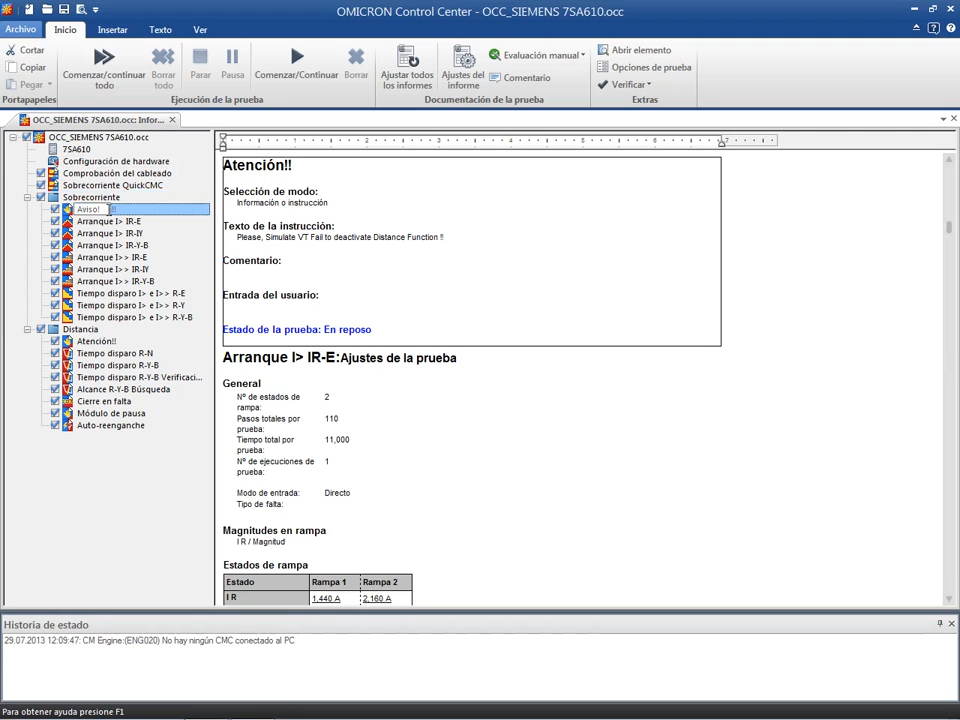 OMICRON Control Center - OCC_SIEMENS 7SA610.occ
Archivo Inicio Insertar Texto Ver
Cortar
Copiar
Pegar
Portapapeles
Comenzar/continuar todo
Borrar todo
Parar
Pausa
Comenzar/Continuar
Borrar
Ejecución de la prueba
Ajustar todos los informes
Ajustes del informe
Evaluación manual
Comentario
Documentación de la prueba
Abrir elemento
Opciones de prueba
Verificar
Extras
OCC_SIEMENS 7SA610.occ: Infor...
OCC_SIEMENS 7SA610.occ
7SA610
Configuración de hardware
Comprobación del cableado
Sobrecorriente QuickCMC
Sobrecorriente
Aviso! !!
Arranque I> IR-E
Arranque I> IR-IY
Arranque I> IR-Y-B
Arranque I>> IR-E
Arranque I>> IR-IY
Arranque I>> IR-Y-B
Tiempo disparo I> e I>> R-E
Tiempo disparo I> e I>> R-Y
Tiempo disparo I> e I>> R-Y-B
Distancia
Atención!!
Tiempo disparo R-N
Tiempo disparo R-Y-B
Tiempo disparo R-Y-B Verificaci...
Alcance R-Y-B Búsqueda
Cierre en falta
Módulo de pausa
Auto-reenganche
1 2 3 4 5 6 7
Atención!!
Selección de modo:
Información o instrucción
Texto de la instrucción:
Please, Simulate VT Fail to deactivate Distance Function !!
Comentario:
Entrada del usuario:
Estado de la prueba: En reposo
Arranque I> IR-E:Ajustes de la prueba
General
Nº de estados de rampa: 2
Pasos totales por prueba: 110
Tiempo total por prueba: 11,000
Nº de ejecuciones de prueba: 1
Modo de entrada: Directo
Tipo de falta:
Magnitudes en rampa
I R / Magnitud
Estados de rampa
Estado Rampa 1 Rampa 2
I R 1,440 A 2,160 A
Historia de estado
29.07.2013 12:09:47: CM Engine:(ENG020) No hay ningún CMC conectado al PC
Para obtener ayuda presione F1